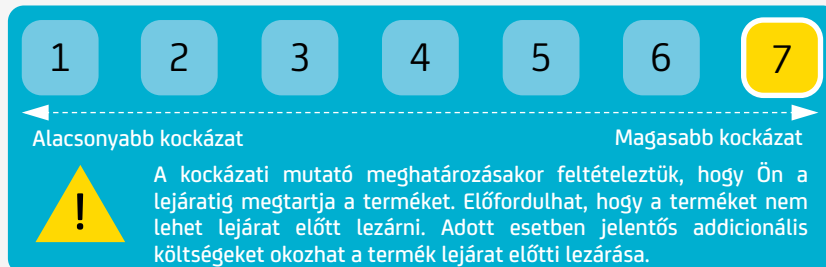 1 2 3 4 5 6 7
Alacsonyabb kockázat Magasabb kockázat
A kockázati mutató meghatározásakor feltételeztük, hogy Ön a
lejáratig megtartja a terméket. Előfordulhat, hogy a terméket nem
lehet lejárat előtt lezárni. Adott esetben jelentős addicionális
költségeket okozhat a termék lejárat előtti lezárása.
!